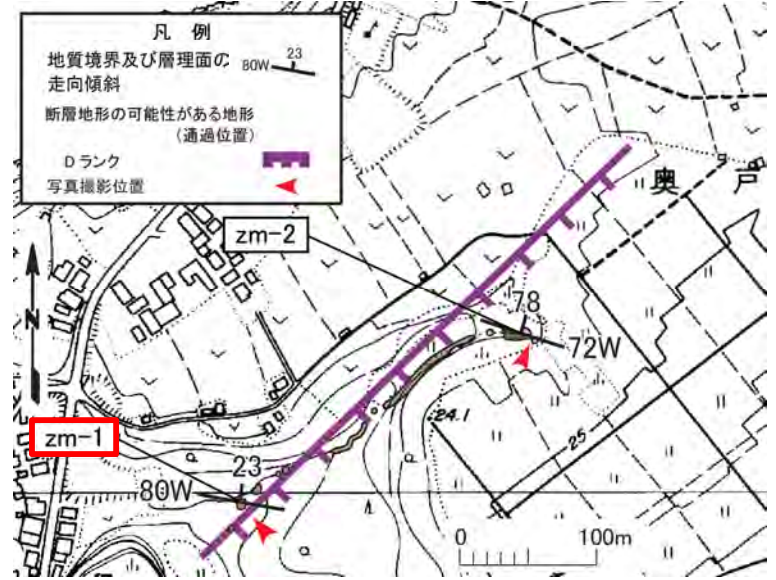 凡 例
地質境界及び層理面の
走向傾斜
80W
23
断層地形の可能性がある地形
(通過位置)
Dランク
写真撮影位置
奥 戸
zm-2
78
72W
N
24.1
25
zm-1
23
80W
0 100m